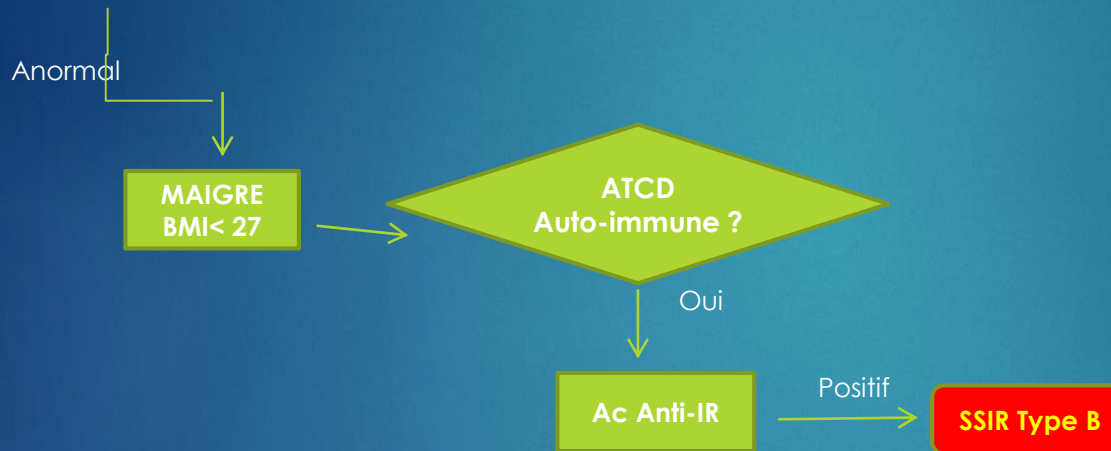 Anormal
MAIGRE
BMI< 27
ATCD
Auto-immune ?
Oui
Ac Anti-IR
Positif
SSIR Type B